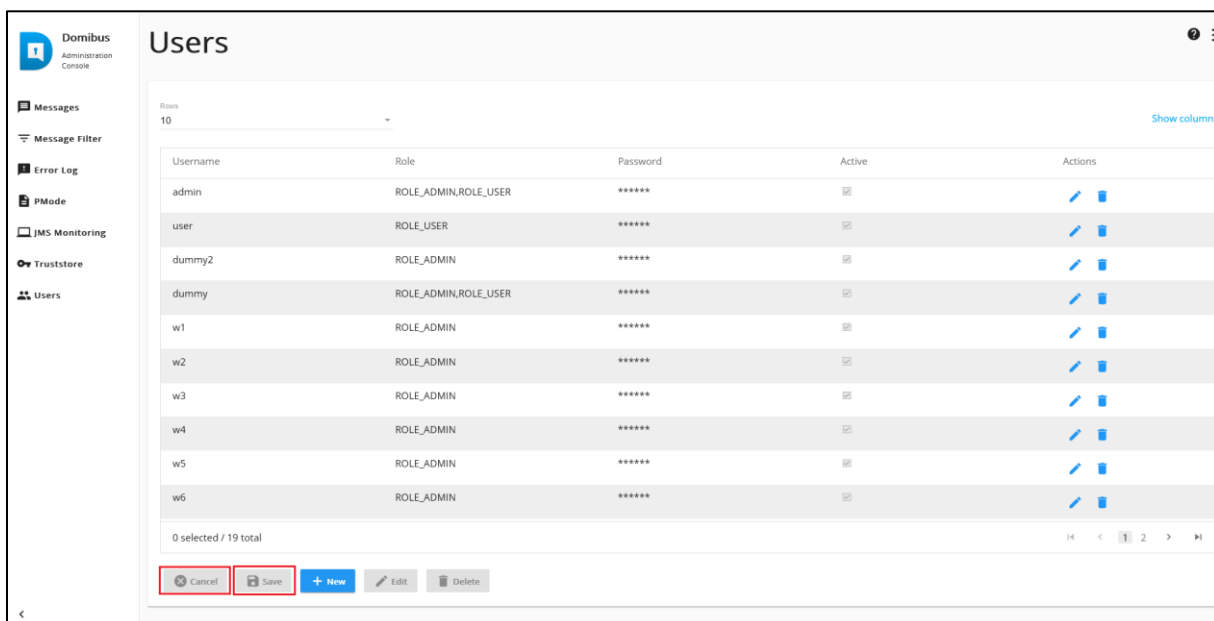 Domibus
Administration
Console
Users
Messages
Message Filter
Error Log
PMode
JMS Monitoring
Truststore
Users
Rows
10
Show column
Username Role Password Active Actions
admin ROLE_ADMIN,ROLE_USER ******
user ROLE_USER ******
dummy2 ROLE_ADMIN ******
dummy ROLE_ADMIN,ROLE_USER ******
w1 ROLE_ADMIN ******
w2 ROLE_ADMIN ******
w3 ROLE_ADMIN ******
w4 ROLE_ADMIN ******
w5 ROLE_ADMIN ******
w6 ROLE_ADMIN ******
0 selected / 19 total 1 2
Cancel Save + New Edit Delete